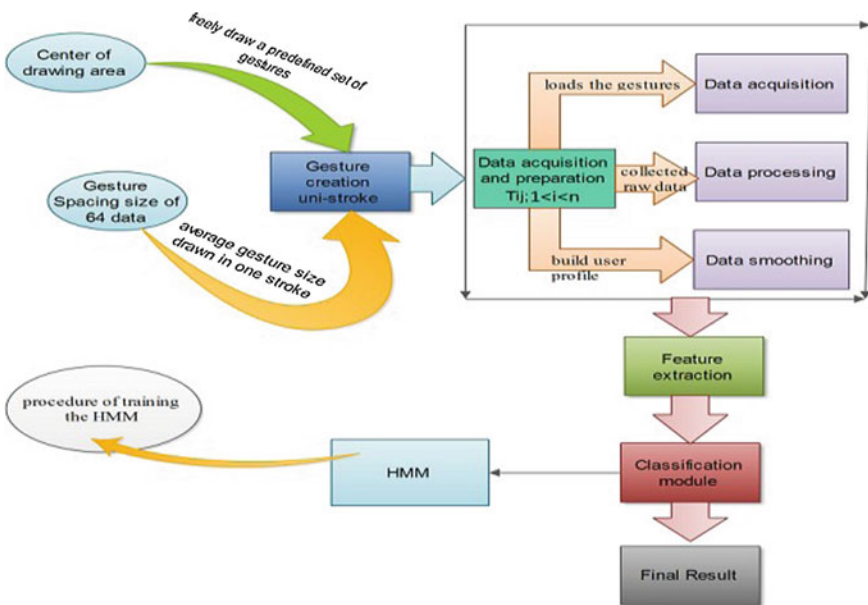 Center of
drawing area
freely draw a predefined set of
gestures
Gesture
Spacing size of
64 data
average gesture size
drawn in one stroke
Gesture
creation
uni-stroke
Data acquisition
and preparation
Tij;1<i<n
loads the gestures
collected
raw data
build user
profile
Data acquisition
Data processing
Data smoothing
Feature
extraction
Classification
module
HMM
procedure of training
the HMM
Final Result